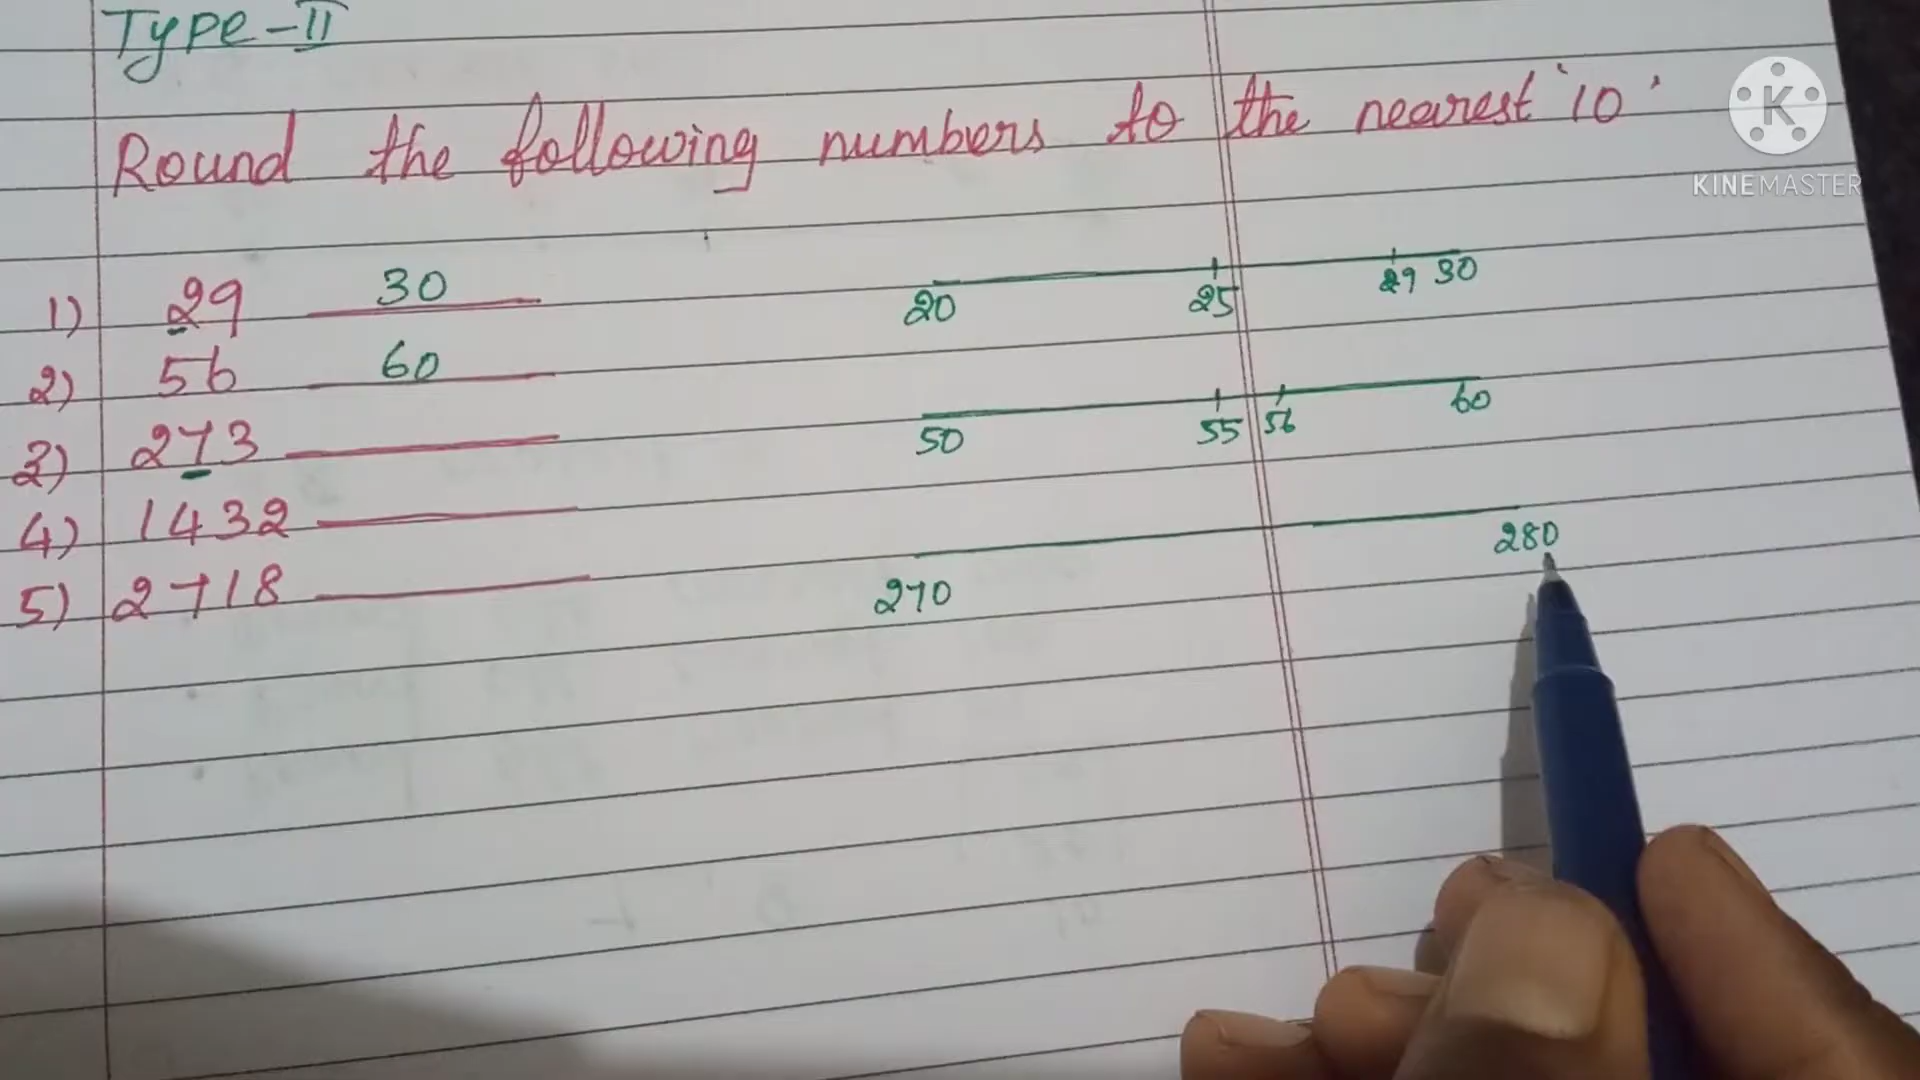 Type-II
Round the following numbers to the nearest '10'
K
KINEMASTER
1) 29 30
20 25 29 30
2) 56 60
50 55 56 60
3) 273
270 280
4) 1432
5) 2718